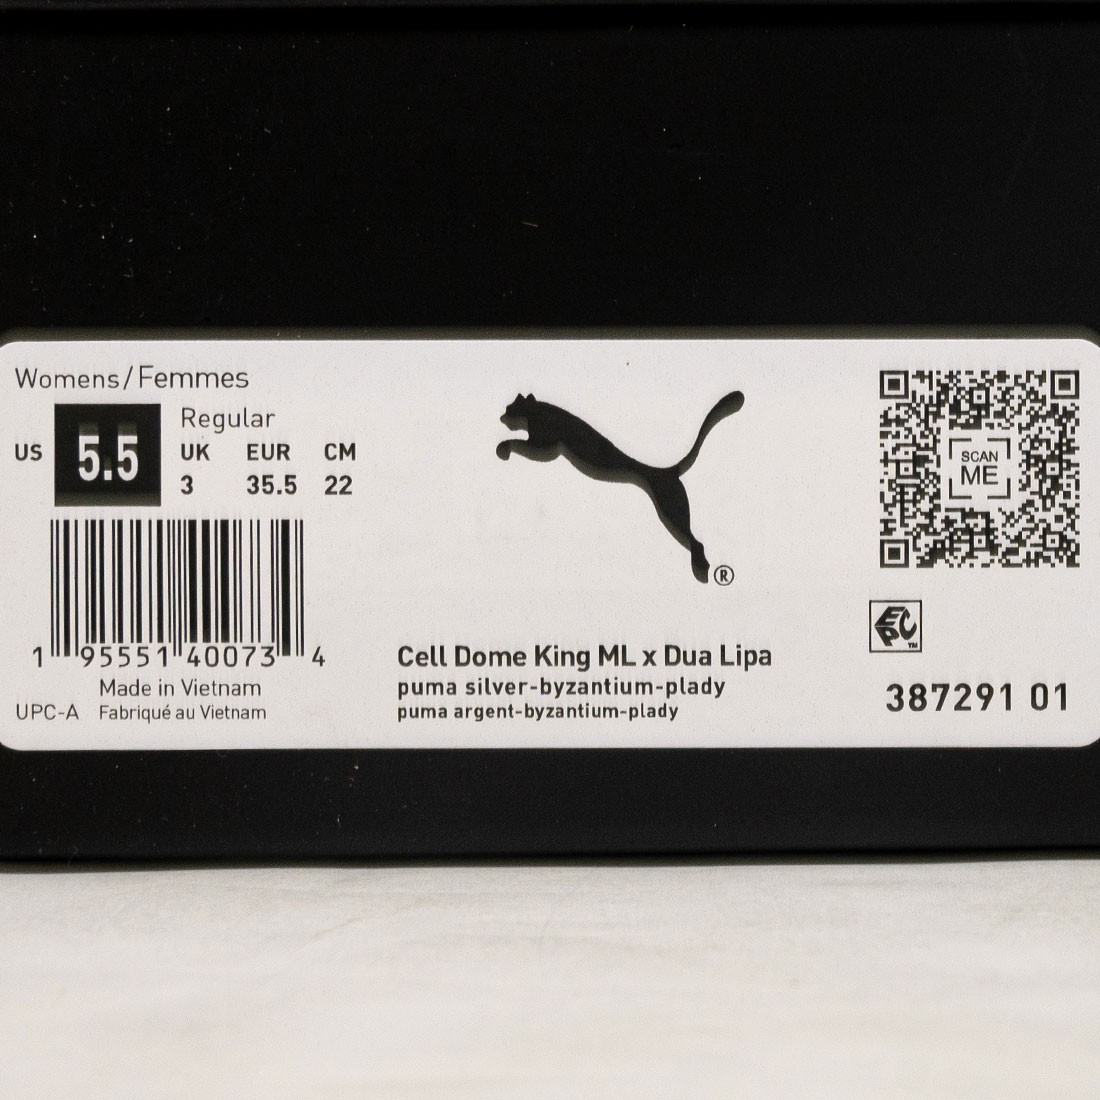 Womens/Femmes
Regular
US 5.5 UK EUR CM
3 35.5 22
1 95551 40073 4
Made in Vietnam
UPC-A Fabriqué au Vietnam
®
Cell Dome King ML x Dua Lipa
puma silver-byzantium-plady
puma argent-byzantium-plady
SCAN
ME
EPC™
387291 01